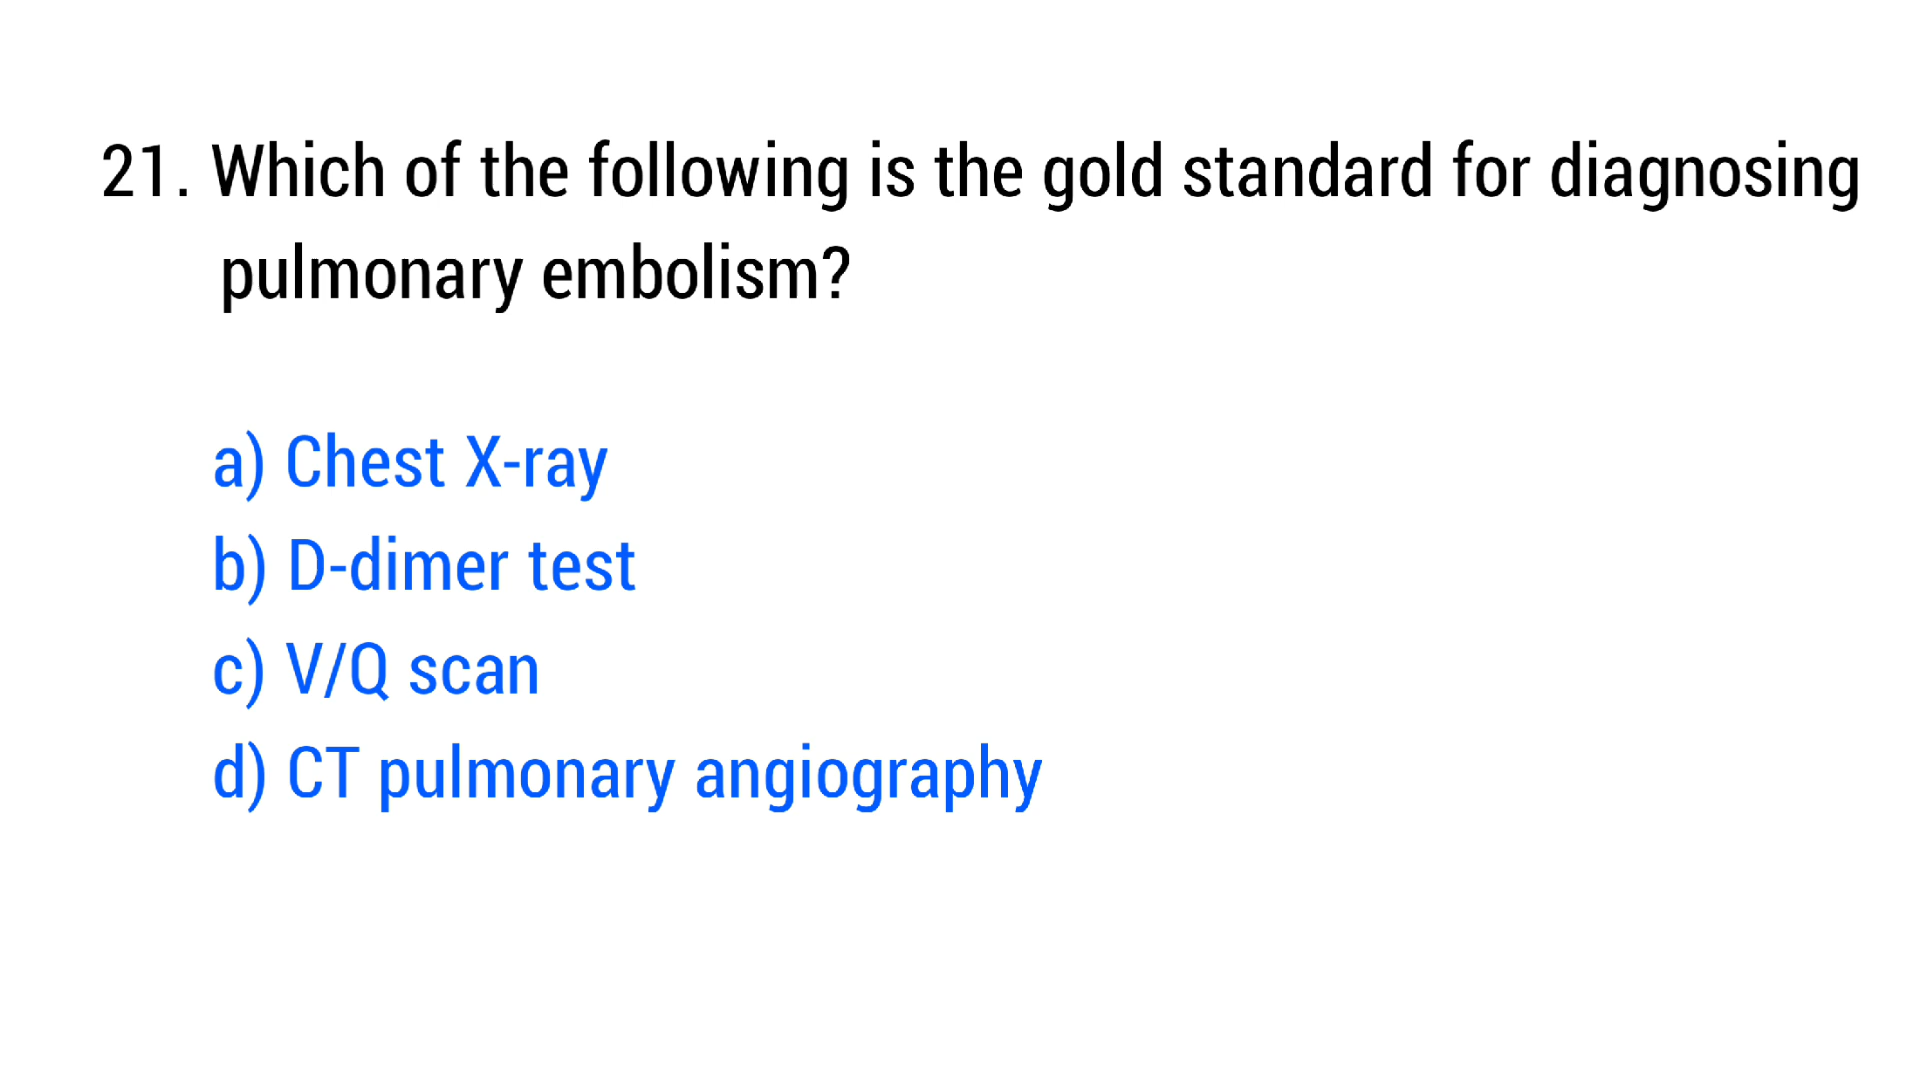 21. Which of the following is the gold standard for diagnosing
pulmonary embolism?
a) Chest X-ray
b) D-dimer test
c) V/Q scan
d) CT pulmonary angiography